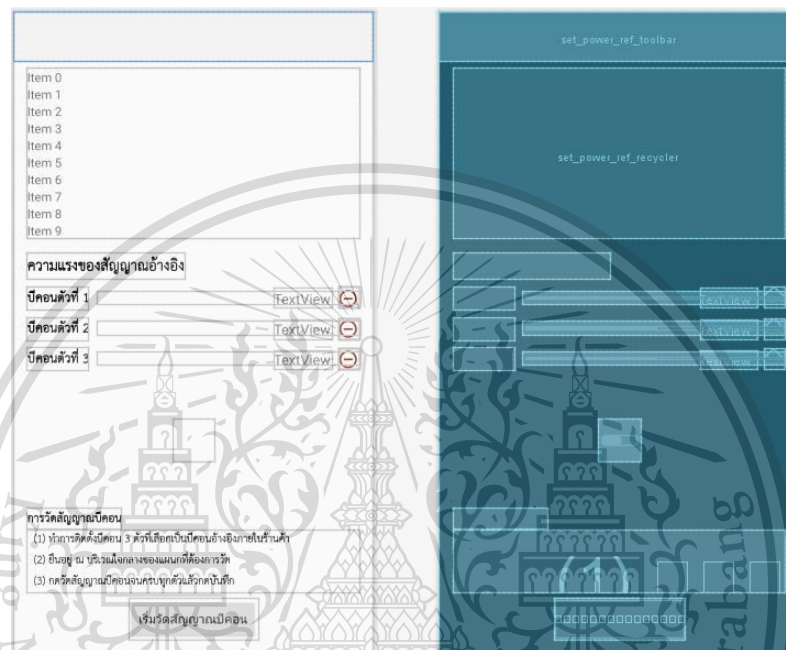 set_power_ref_toolbar
Item 0
Item 1
Item 2
Item 3
Item 4
Item 5
Item 6
Item 7
Item 8
Item 9
set_power_ref_recycler
ความแรงของสัญญาณอ้างอิง
บีคอนตัวที่ 1 TextView
บีคอนตัวที่ 2 TextView
บีคอนตัวที่ 3 TextView
TextView
TextView
TextView
การวัดสัญญาณบีคอน
(1) ทำการติดตั้งบีคอน 3 ตัวที่เลือกเป็นบีคอนอ้างอิงภายในร้านค้า
(2) ยืนอยู่ ณ บริเวณใจกลางของแผนกที่ต้องการวัด
(3) กดวัดสัญญาณบีคอนจนครบทุกตัวแล้วกดบันทึก
(1)
เริ่มวัดสัญญาณบีคอน